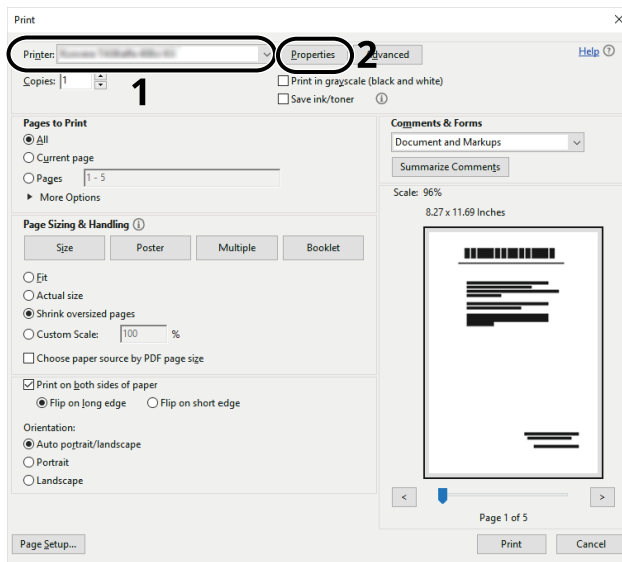 Print
Printer:
Properties
2
Advanced
Help
Copies: 1
1
Print in grayscale (black and white)
Save ink/toner
Pages to Print
All
Current page
Pages 1 - 5
More Options
Comments & Forms
Document and Markups
Summarize Comments
Scale: 96%
8.27 x 11.69 Inches
Page Sizing & Handling
Size Poster Multiple Booklet
Fit
Actual size
Shrink oversized pages
Custom Scale: 100 %
Choose paper source by PDF page size
Print on both sides of paper
Flip on long edge Flip on short edge
Orientation:
Auto portrait/landscape
Portrait
Landscape
< >
Page 1 of 5
Page Setup... Print Cancel